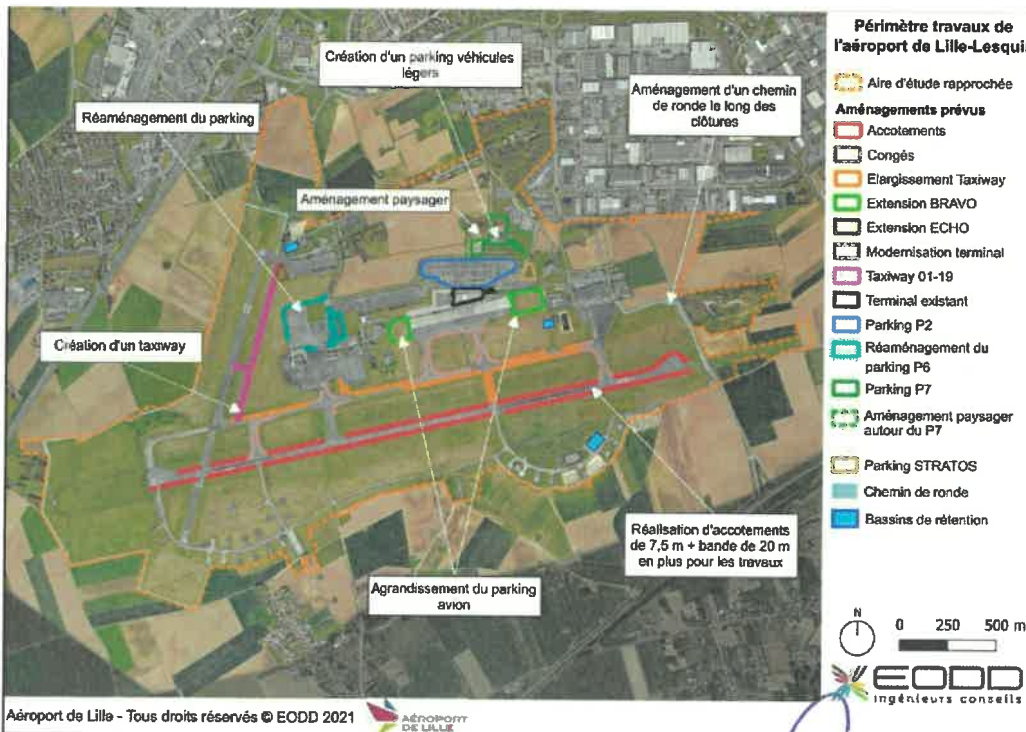 Création d'un parking véhicules
légers
Réaménagement du parking
Aménagement d'un chemin
de ronde le long des
clôtures
Aménagement paysager
Création d'un taxiway
Réalisation d'accotements
de 7,5 m + bande de 20 m
en plus pour les travaux
Agrandissement du parking
avion
Périmètre travaux de
l'aéroport de Lille-Lesqui
Aire d'étude rapprochée
Aménagements prévus
Accotements
Congés
Elargissement Taxiway
Extension BRAVO
Extension ECHO
Modernisation terminal
Taxiway 01-19
Terminal existant
Parking P2
Réaménagement du
parking P6
Parking P7
Aménagement paysager
autour du P7
Parking STRATOS
Chemin de ronde
Bassins de rétention
N
0 250 500 m
EODD
ingénieurs conseils
Aéroport de Lille - Tous droits réservés © EODD 2021
AÉROPORT
DE LILLE